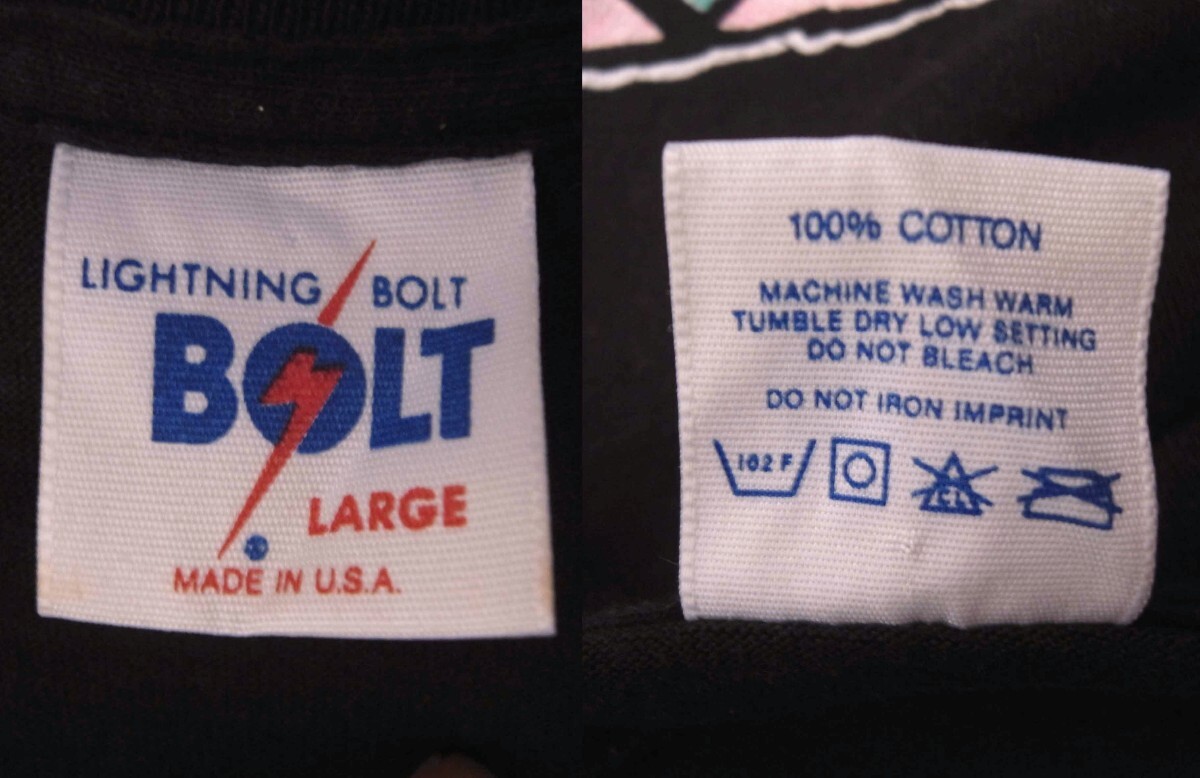 LIGHTNING BOLT
BOLT
LARGE
MADE IN U.S.A.
100% COTTON
MACHINE WASH WARM
TUMBLE DRY LOW SETTING
DO NOT BLEACH
DO NOT IRON IMPRINT
102 F
CL